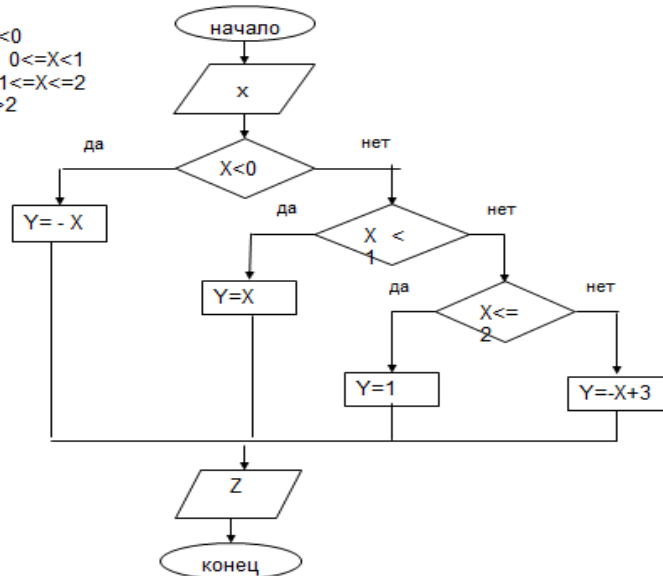 <0
начало
0<=X<1
1<=X<=2
>2
x
да
нет
X<0
Y= - X
да
нет
X <
1
Y=X
да
нет
X<=
2
Y=1
Y=-X+3
Z
конец